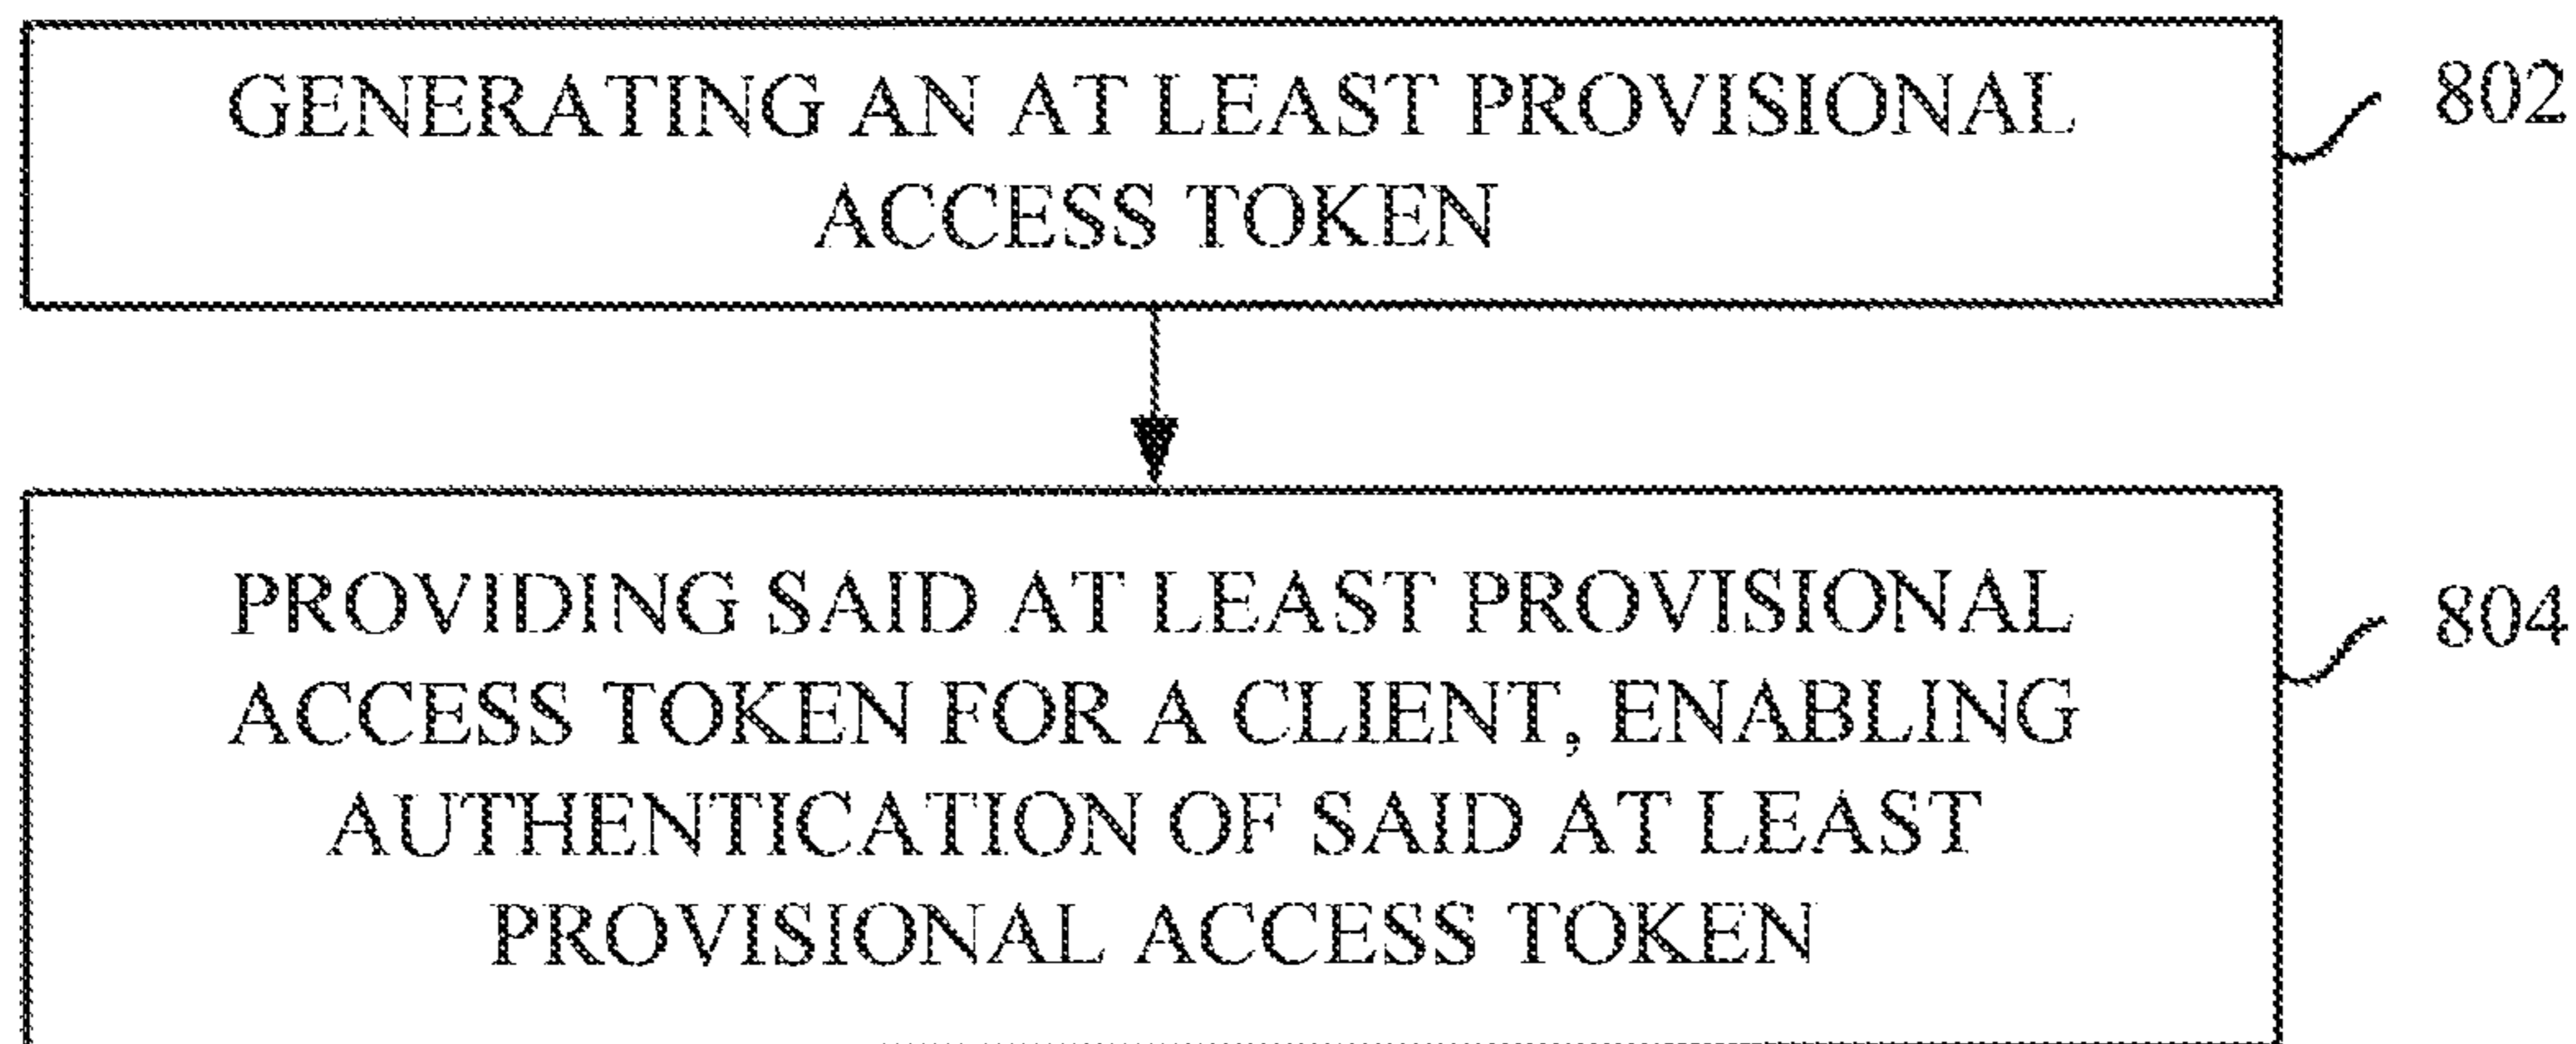 GENERATING AN AT LEAST PROVISIONAL
ACCESS TOKEN
802
PROVIDING SAID AT LEAST PROVISIONAL
ACCESS TOKEN FOR A CLIENT, ENABLING
AUTHENTICATION OF SAID AT LEAST
PROVISIONAL ACCESS TOKEN
804